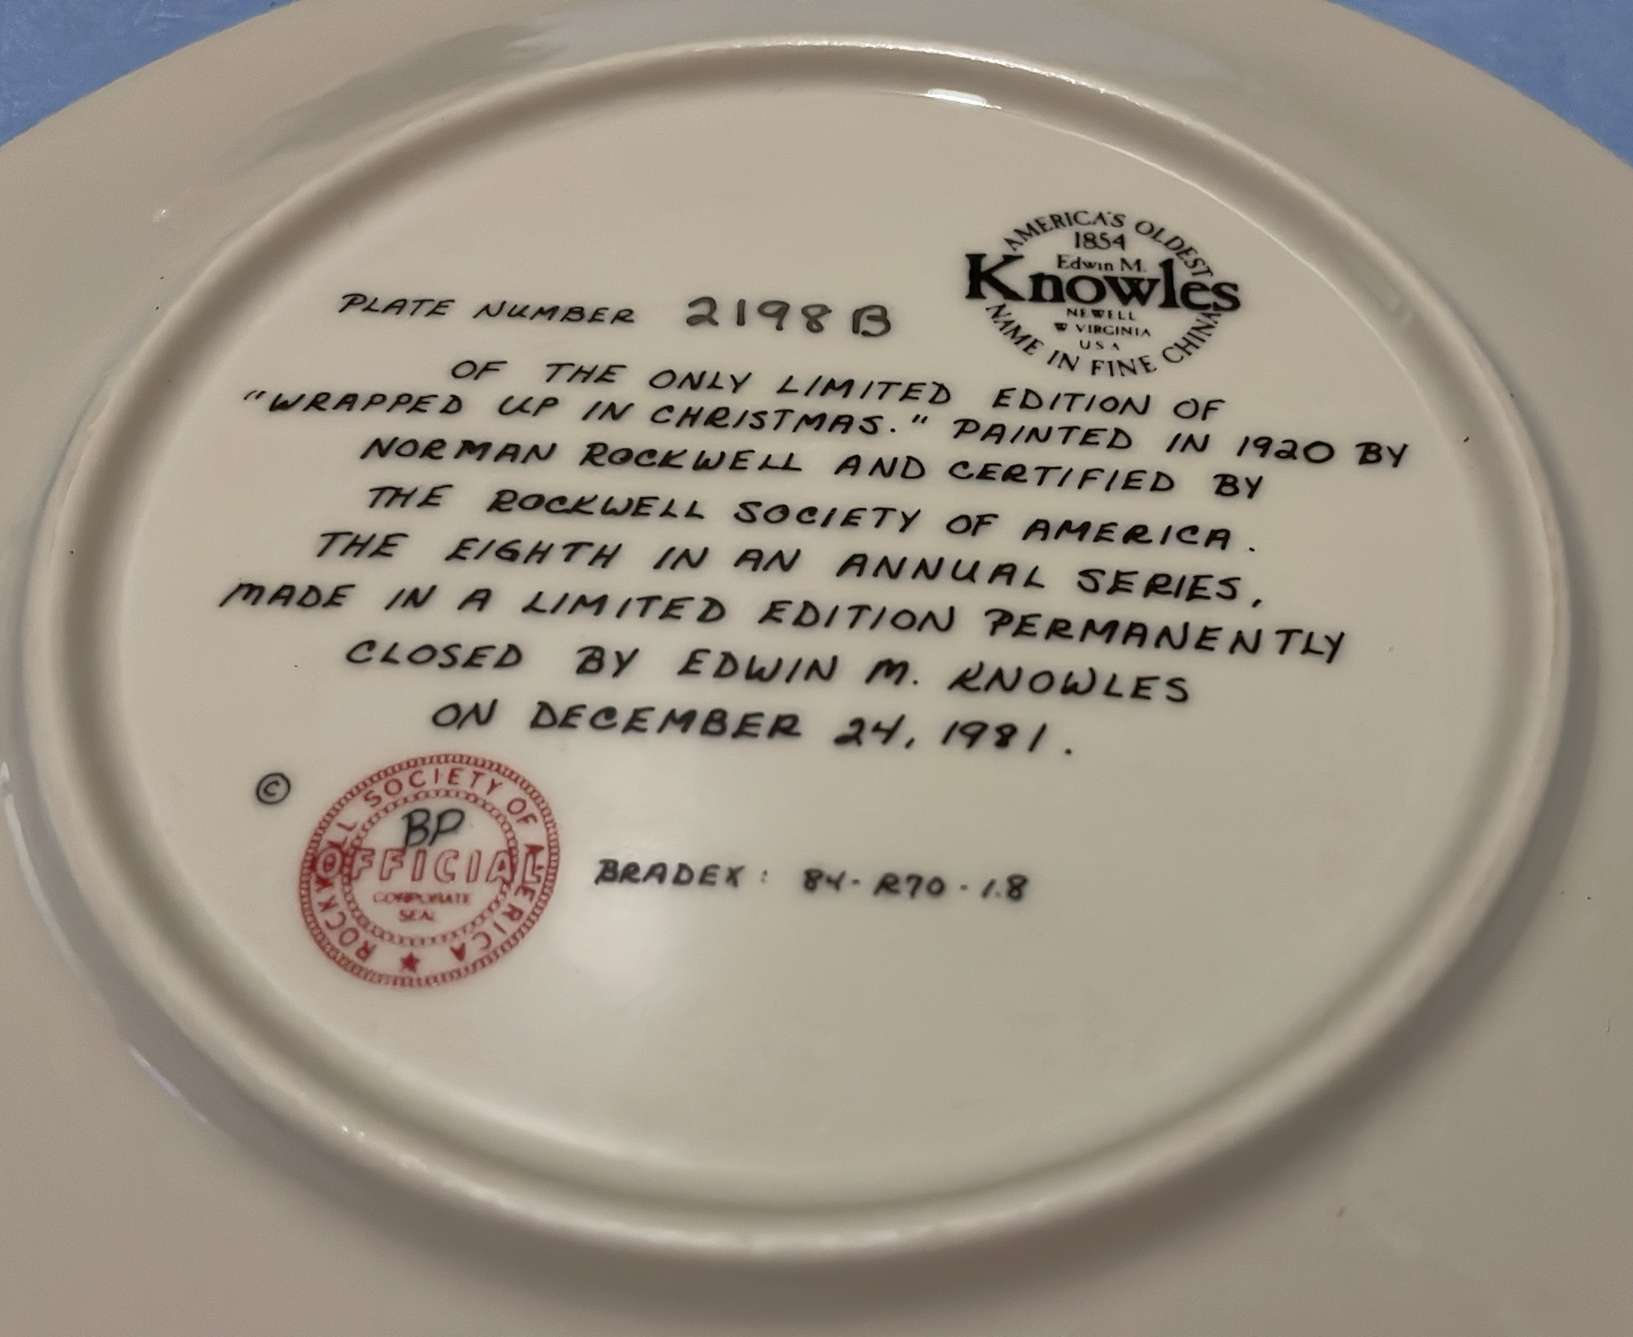 AMERICA'S OLDEST
1854
Edwin M.
Knowles
NEWELL
W VIRGINIA
USA
NAME IN FINE CHINA
PLATE NUMBER 2198B
OF THE ONLY LIMITED EDITION OF
"WRAPPED UP IN CHRISTMAS." PAINTED IN 1920 BY
NORMAN ROCKWELL AND CERTIFIED BY
THE ROCKWELL SOCIETY OF AMERICA.
THE EIGHTH IN AN ANNUAL SERIES,
MADE IN A LIMITED EDITION PERMANENTLY
CLOSED BY EDWIN M. KNOWLES
ON DECEMBER 24, 1981.
©
ROCKWELL SOCIETY OF AMERICA
BP
OFFICIAL
CORPORATE
SEAL
★
BRADEX: 84-R70-1.8